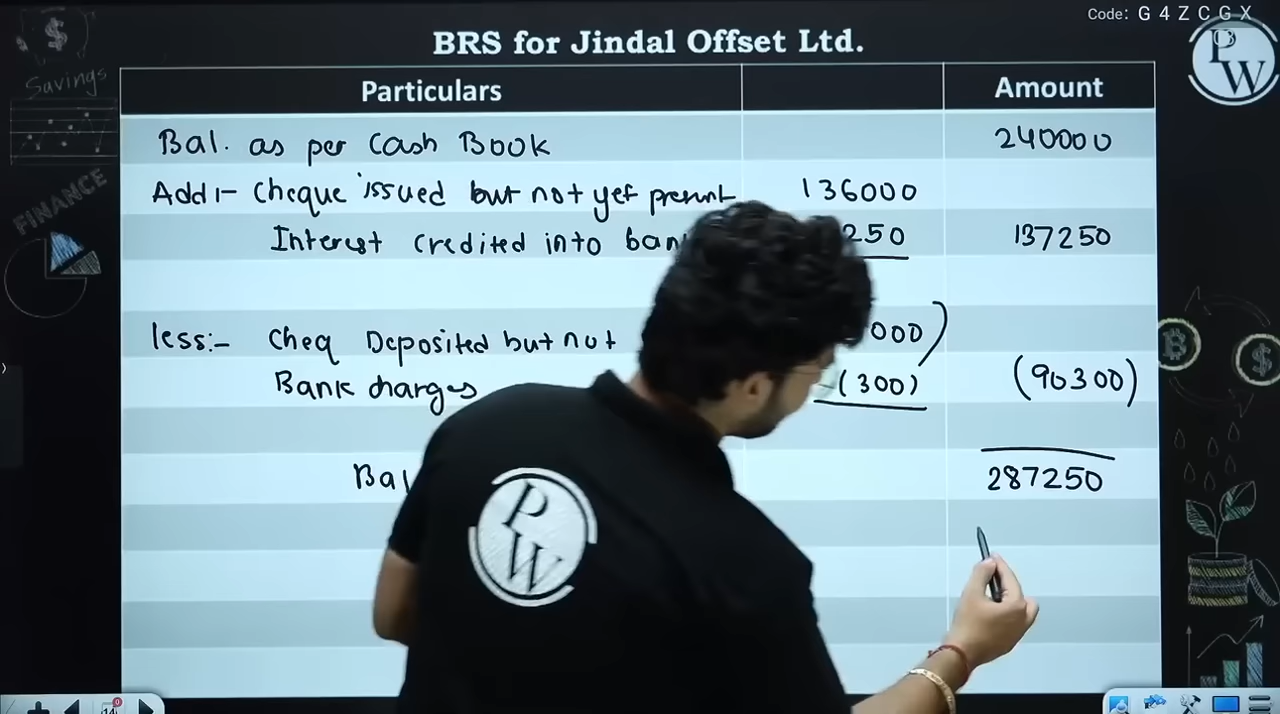 Code: G 4 Z C G X
BRS for Jindal Offset Ltd.
PW
Savings
Particulars Amount
Bal. as per Cash Book 240000
Add:- Cheque issued but not yet present 136000
FINANCE
Interest credited into 250 137250
less:- Cheq Deposited but not 000)
Bank charges (300) (90300)
Bal 287250
PW